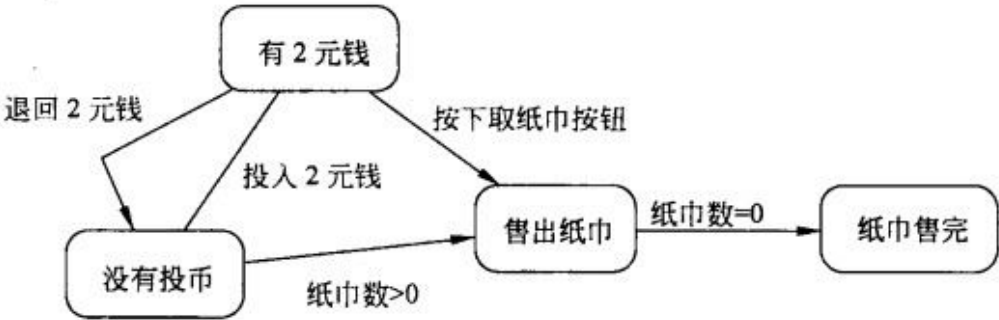 有 2 元钱
退回 2 元钱
按下取纸巾按钮
投入 2 元钱
售出纸巾
纸巾数=0
纸巾售完
没有投币
纸巾数>0